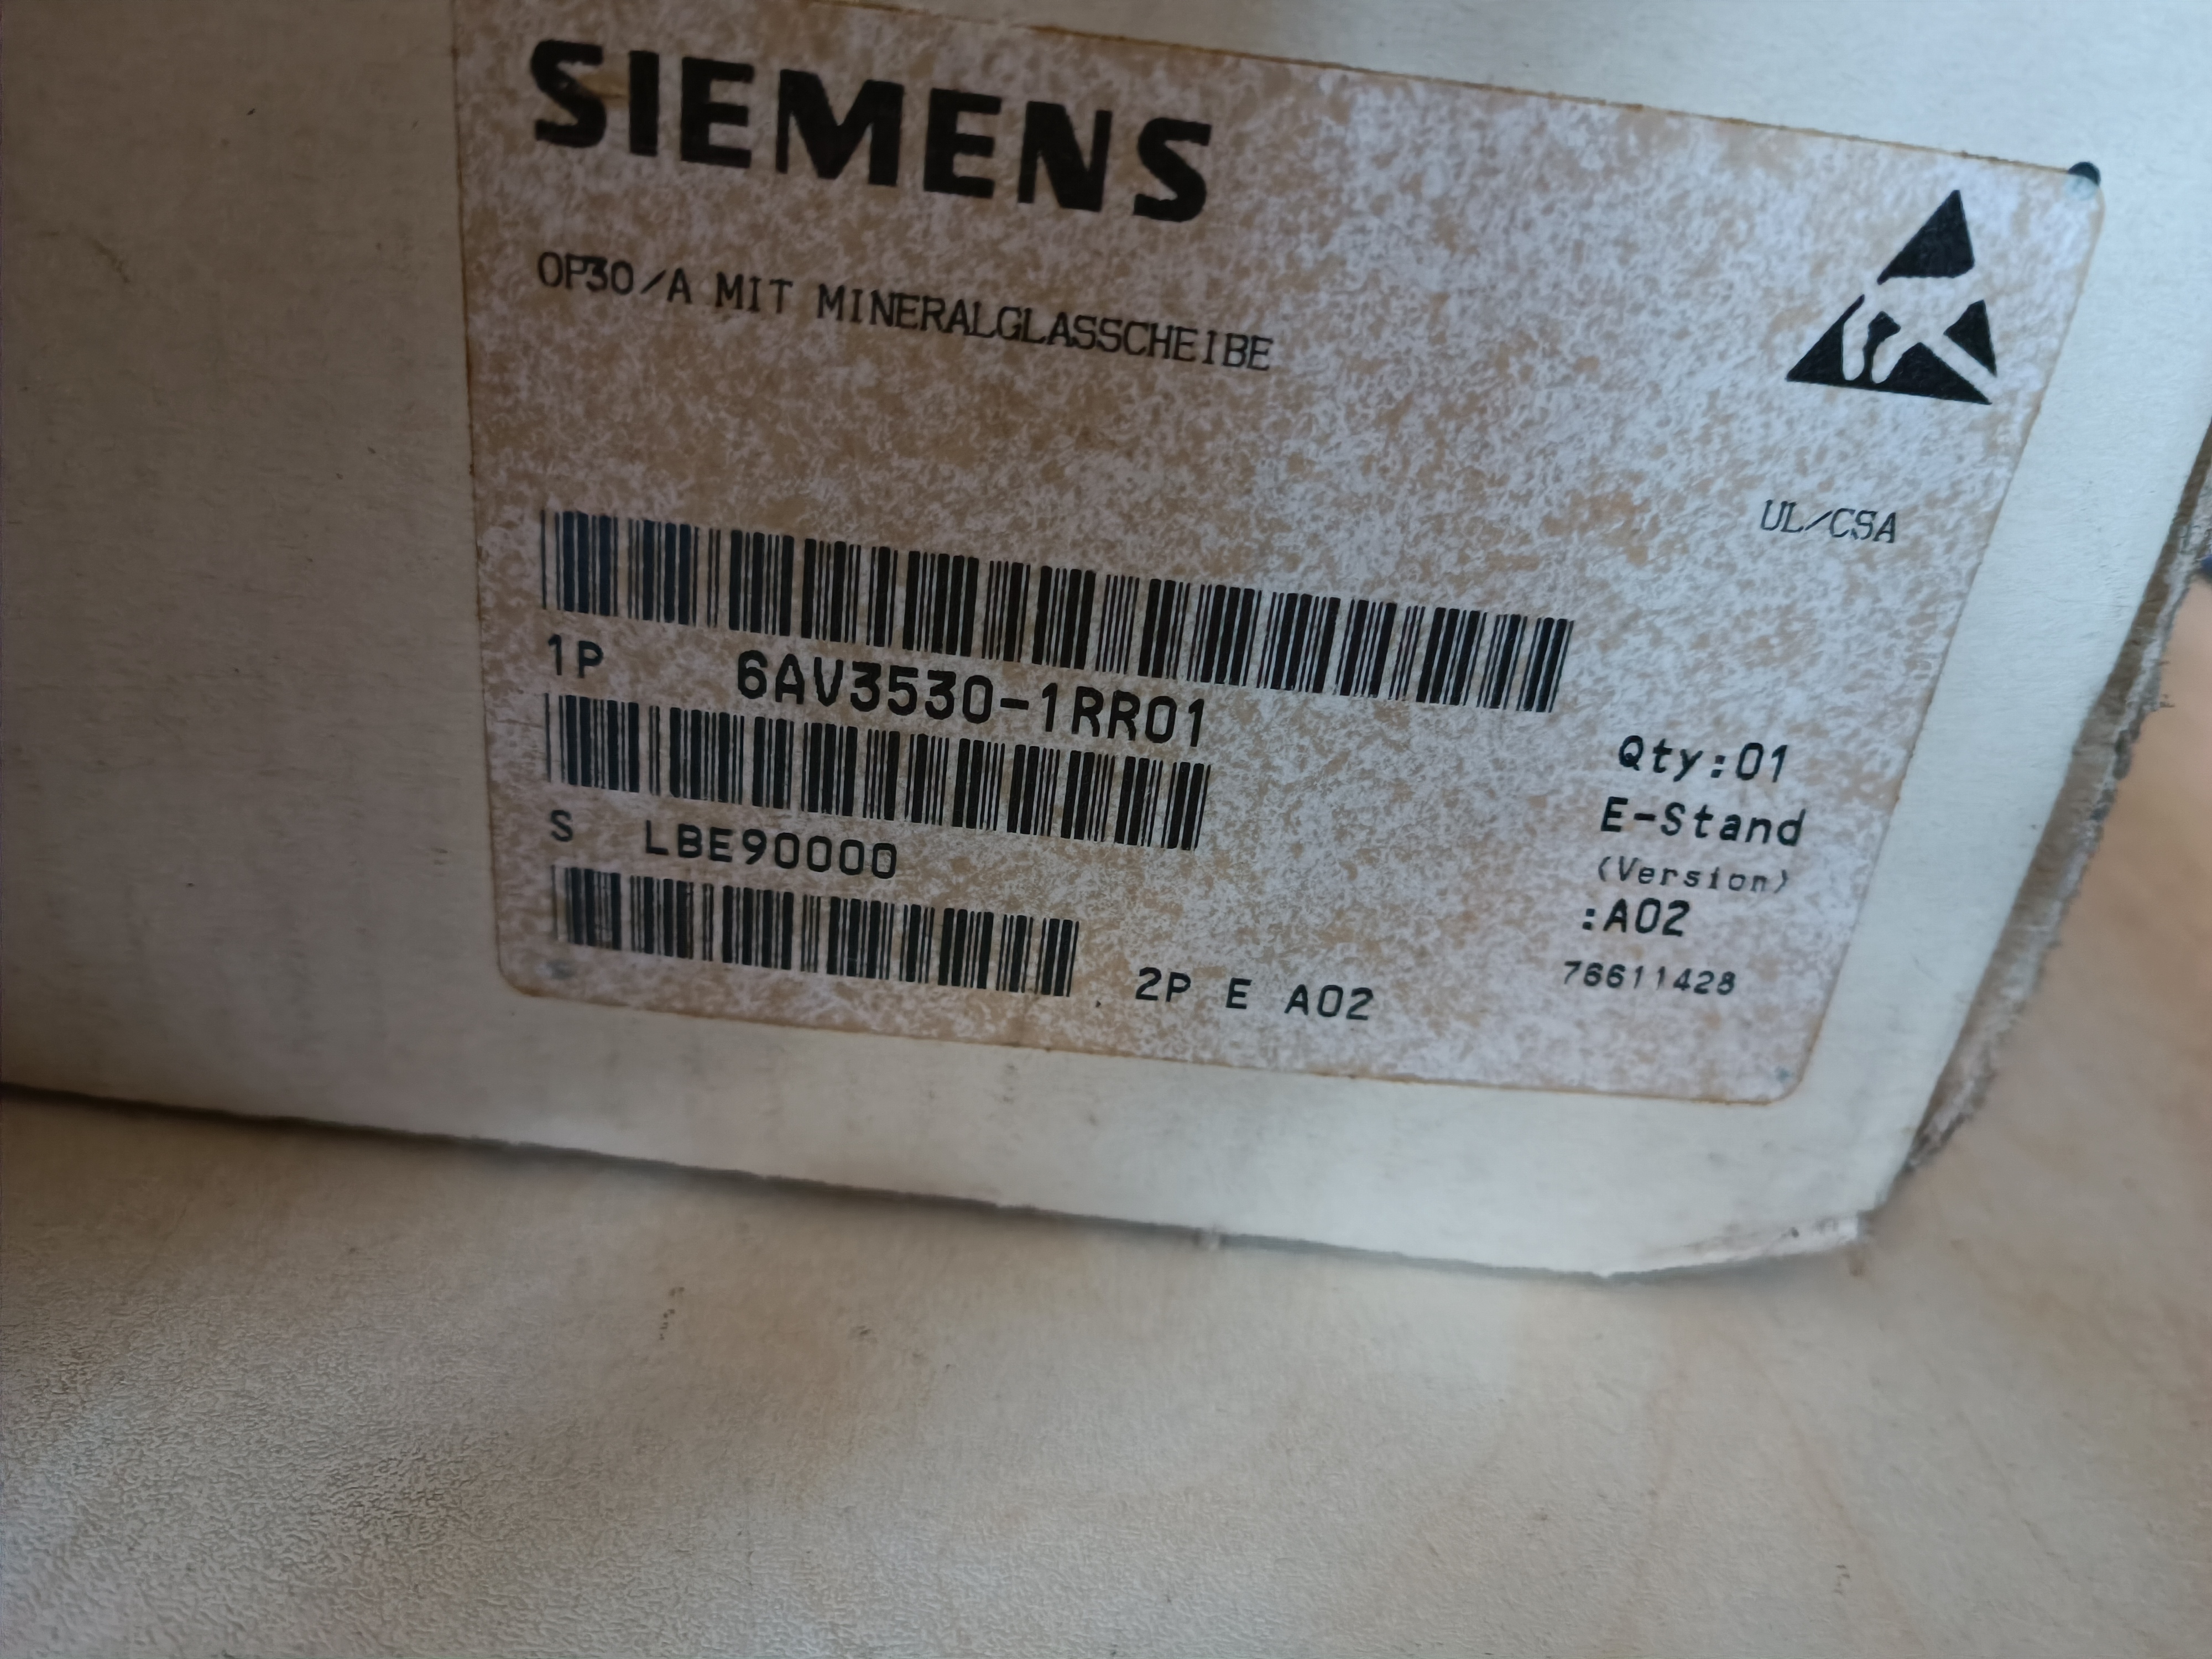 SIEMENS
OP30/A MIT MINERALGLASSCHEIBE
UL/CSA
1P 6AV3530-1RR01
S LBE90000
2P E A02
Qty:01
E-Stand
(Version)
:A02
76611428